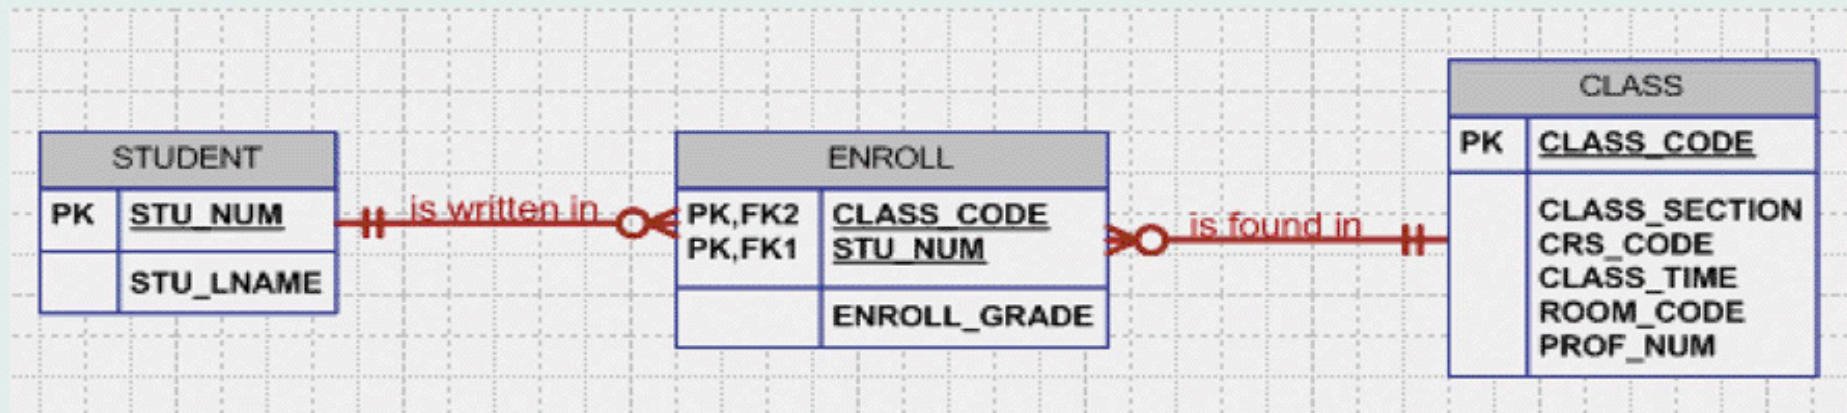 STUDENT
PK STU_NUM
STU_LNAME
is written in
ENROLL
PK,FK2 CLASS_CODE
PK,FK1 STU_NUM
ENROLL_GRADE
is found in
CLASS
PK CLASS_CODE
CLASS_SECTION
CRS_CODE
CLASS_TIME
ROOM_CODE
PROF_NUM